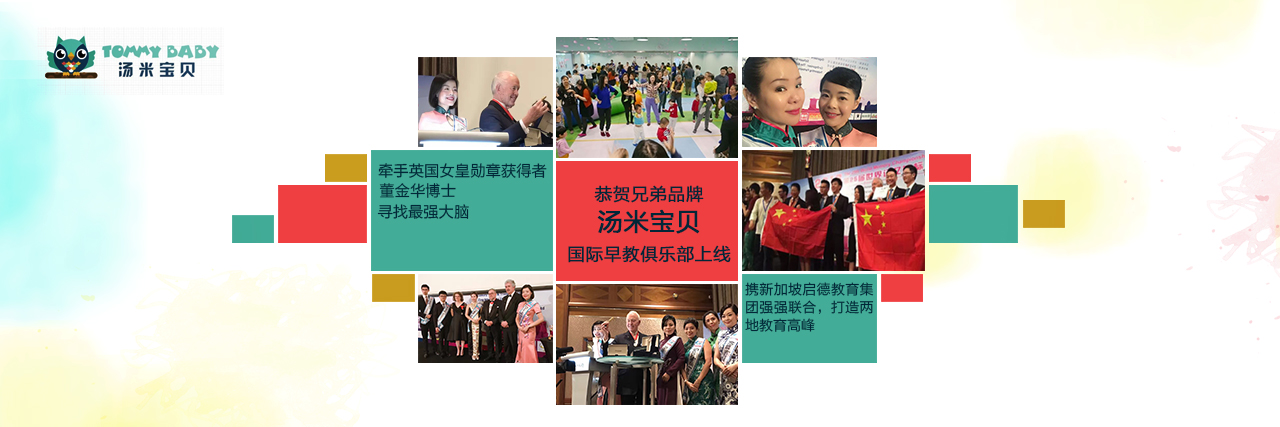 TOMMY BABY
汤米宝贝
牵手英国女皇勋章获得者
董金华博士
寻找最强大脑
恭贺兄弟品牌
汤米宝贝
国际早教俱乐部上线
携新加坡启德教育集
团强强联合，打造两
地教育高峰